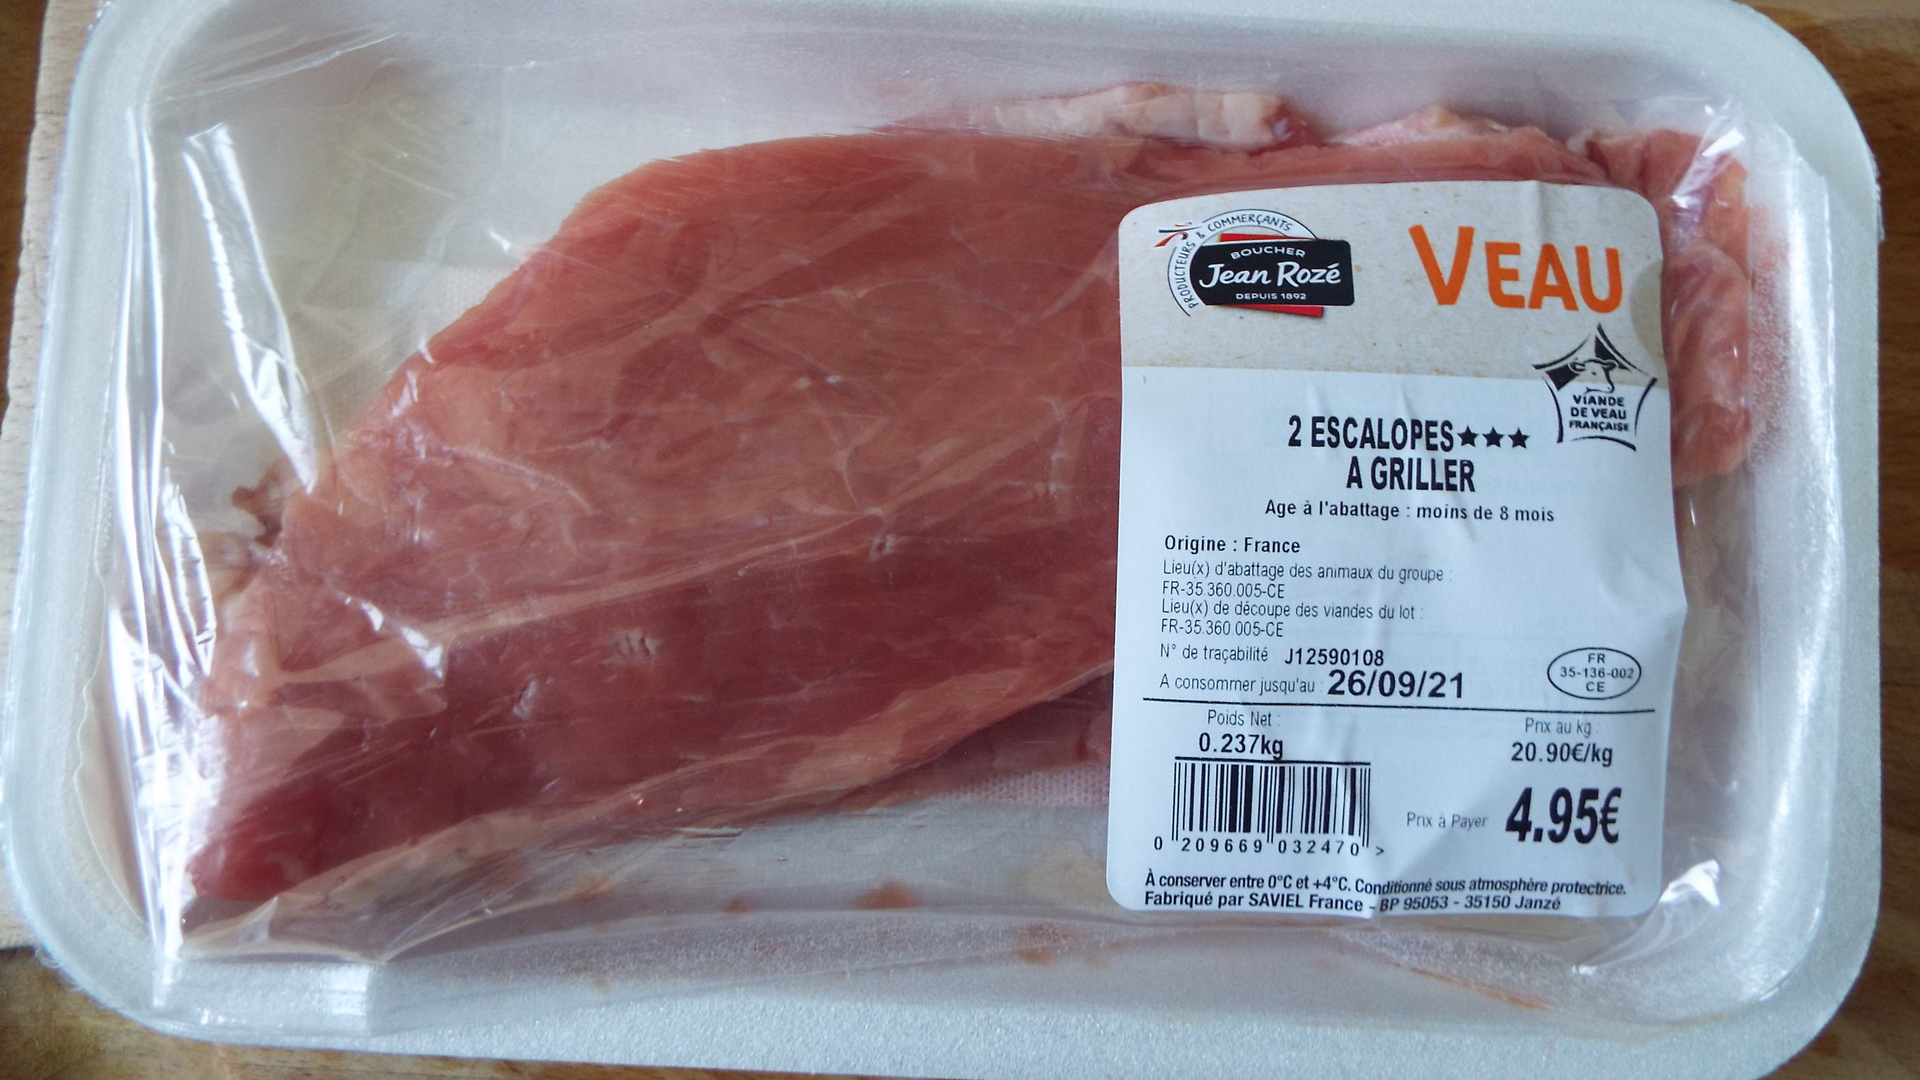 PRODUCTEURS & COMMERÇANTS
BOUCHER
Jean Rozé
DEPUIS 1892
VEAU
VIANDE
DE VEAU
FRANÇAISE
2 ESCALOPES★★★
A GRILLER
Age à l'abattage : moins de 8 mois
Origine : France
Lieu(x) d'abattage des animaux du groupe :
FR-35.360.005-CE
Lieu(x) de découpe des viandes du lot :
FR-35.360.005-CE
N° de traçabilité J12590108
A consommer jusqu'au : 26/09/21
FR
35-136-002
CE
Poids Net :
0.237kg
Prix au kg :
20.90€/kg
Prix à Payer 4.95€
0 209669 032470 >
À conserver entre 0°C et +4°C. Conditionné sous atmosphère protectrice.
Fabriqué par SAVIEL France - BP 95053 - 35150 Janzé